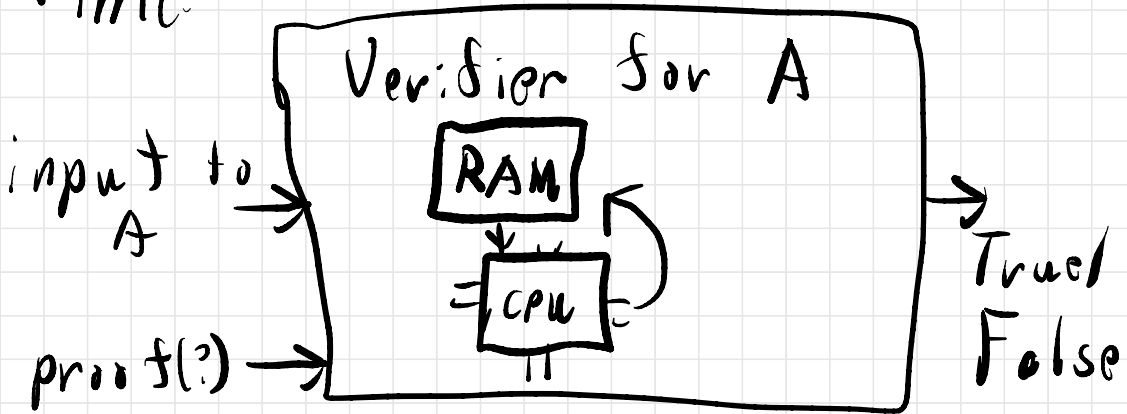 Verifier for A
RAM
input to
A
CPU
True/
False
proof(?)